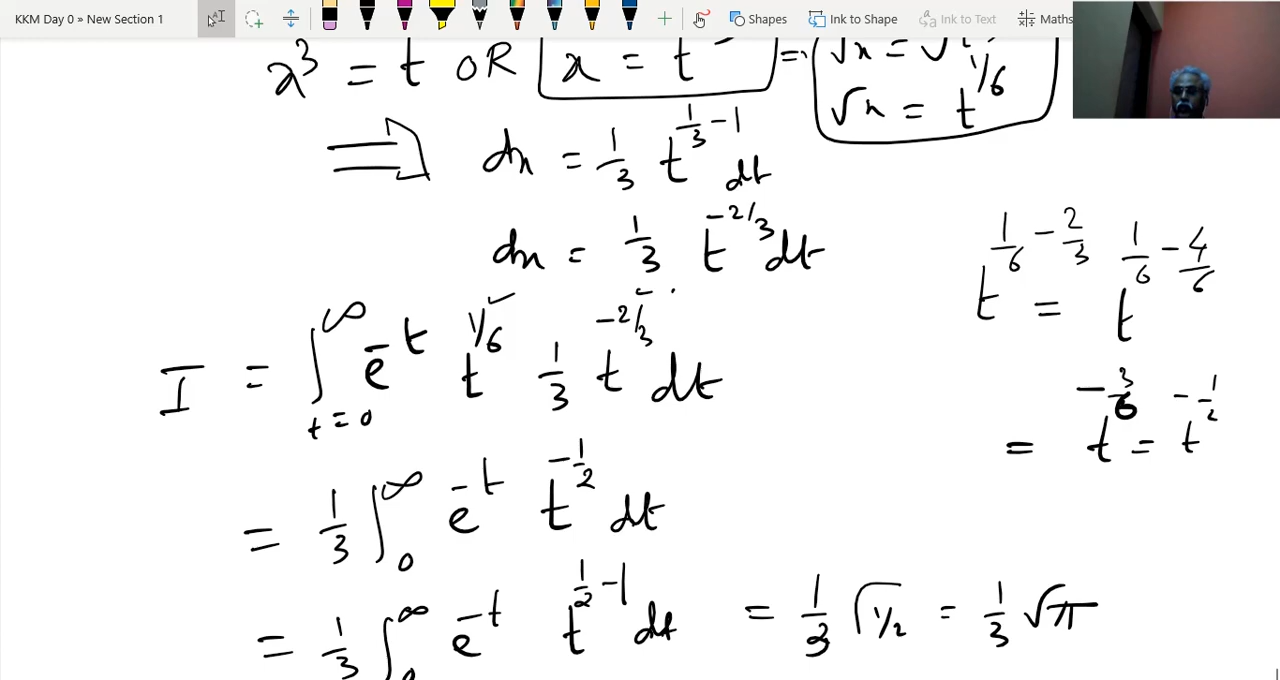 KKM Day 0 » New Section 1
Shapes
Ink to Shape
Ink to Text
Maths
x³ = t OR x = t
⇒ √x = √
√x = t^{1/6}
⇒ dx = 1/3 t^{1/3 - 1} dt
dx = 1/3 t^{-2/3} dt
t^{1/6 - 2/3} = t^{1/6 - 4/6}
= t^{-3/6} = t^{-1/2}
I = ∫_{t=0}^{∞} e^{-t} t^{1/6} 1/3 t^{-2/3} dt
= 1/3 ∫_0^∞ e^{-t} t^{-1/2} dt
= 1/3 ∫_0^∞ e^{-t} t^{1/2 - 1} dt = 1/3 Γ1/2 = 1/3 √π